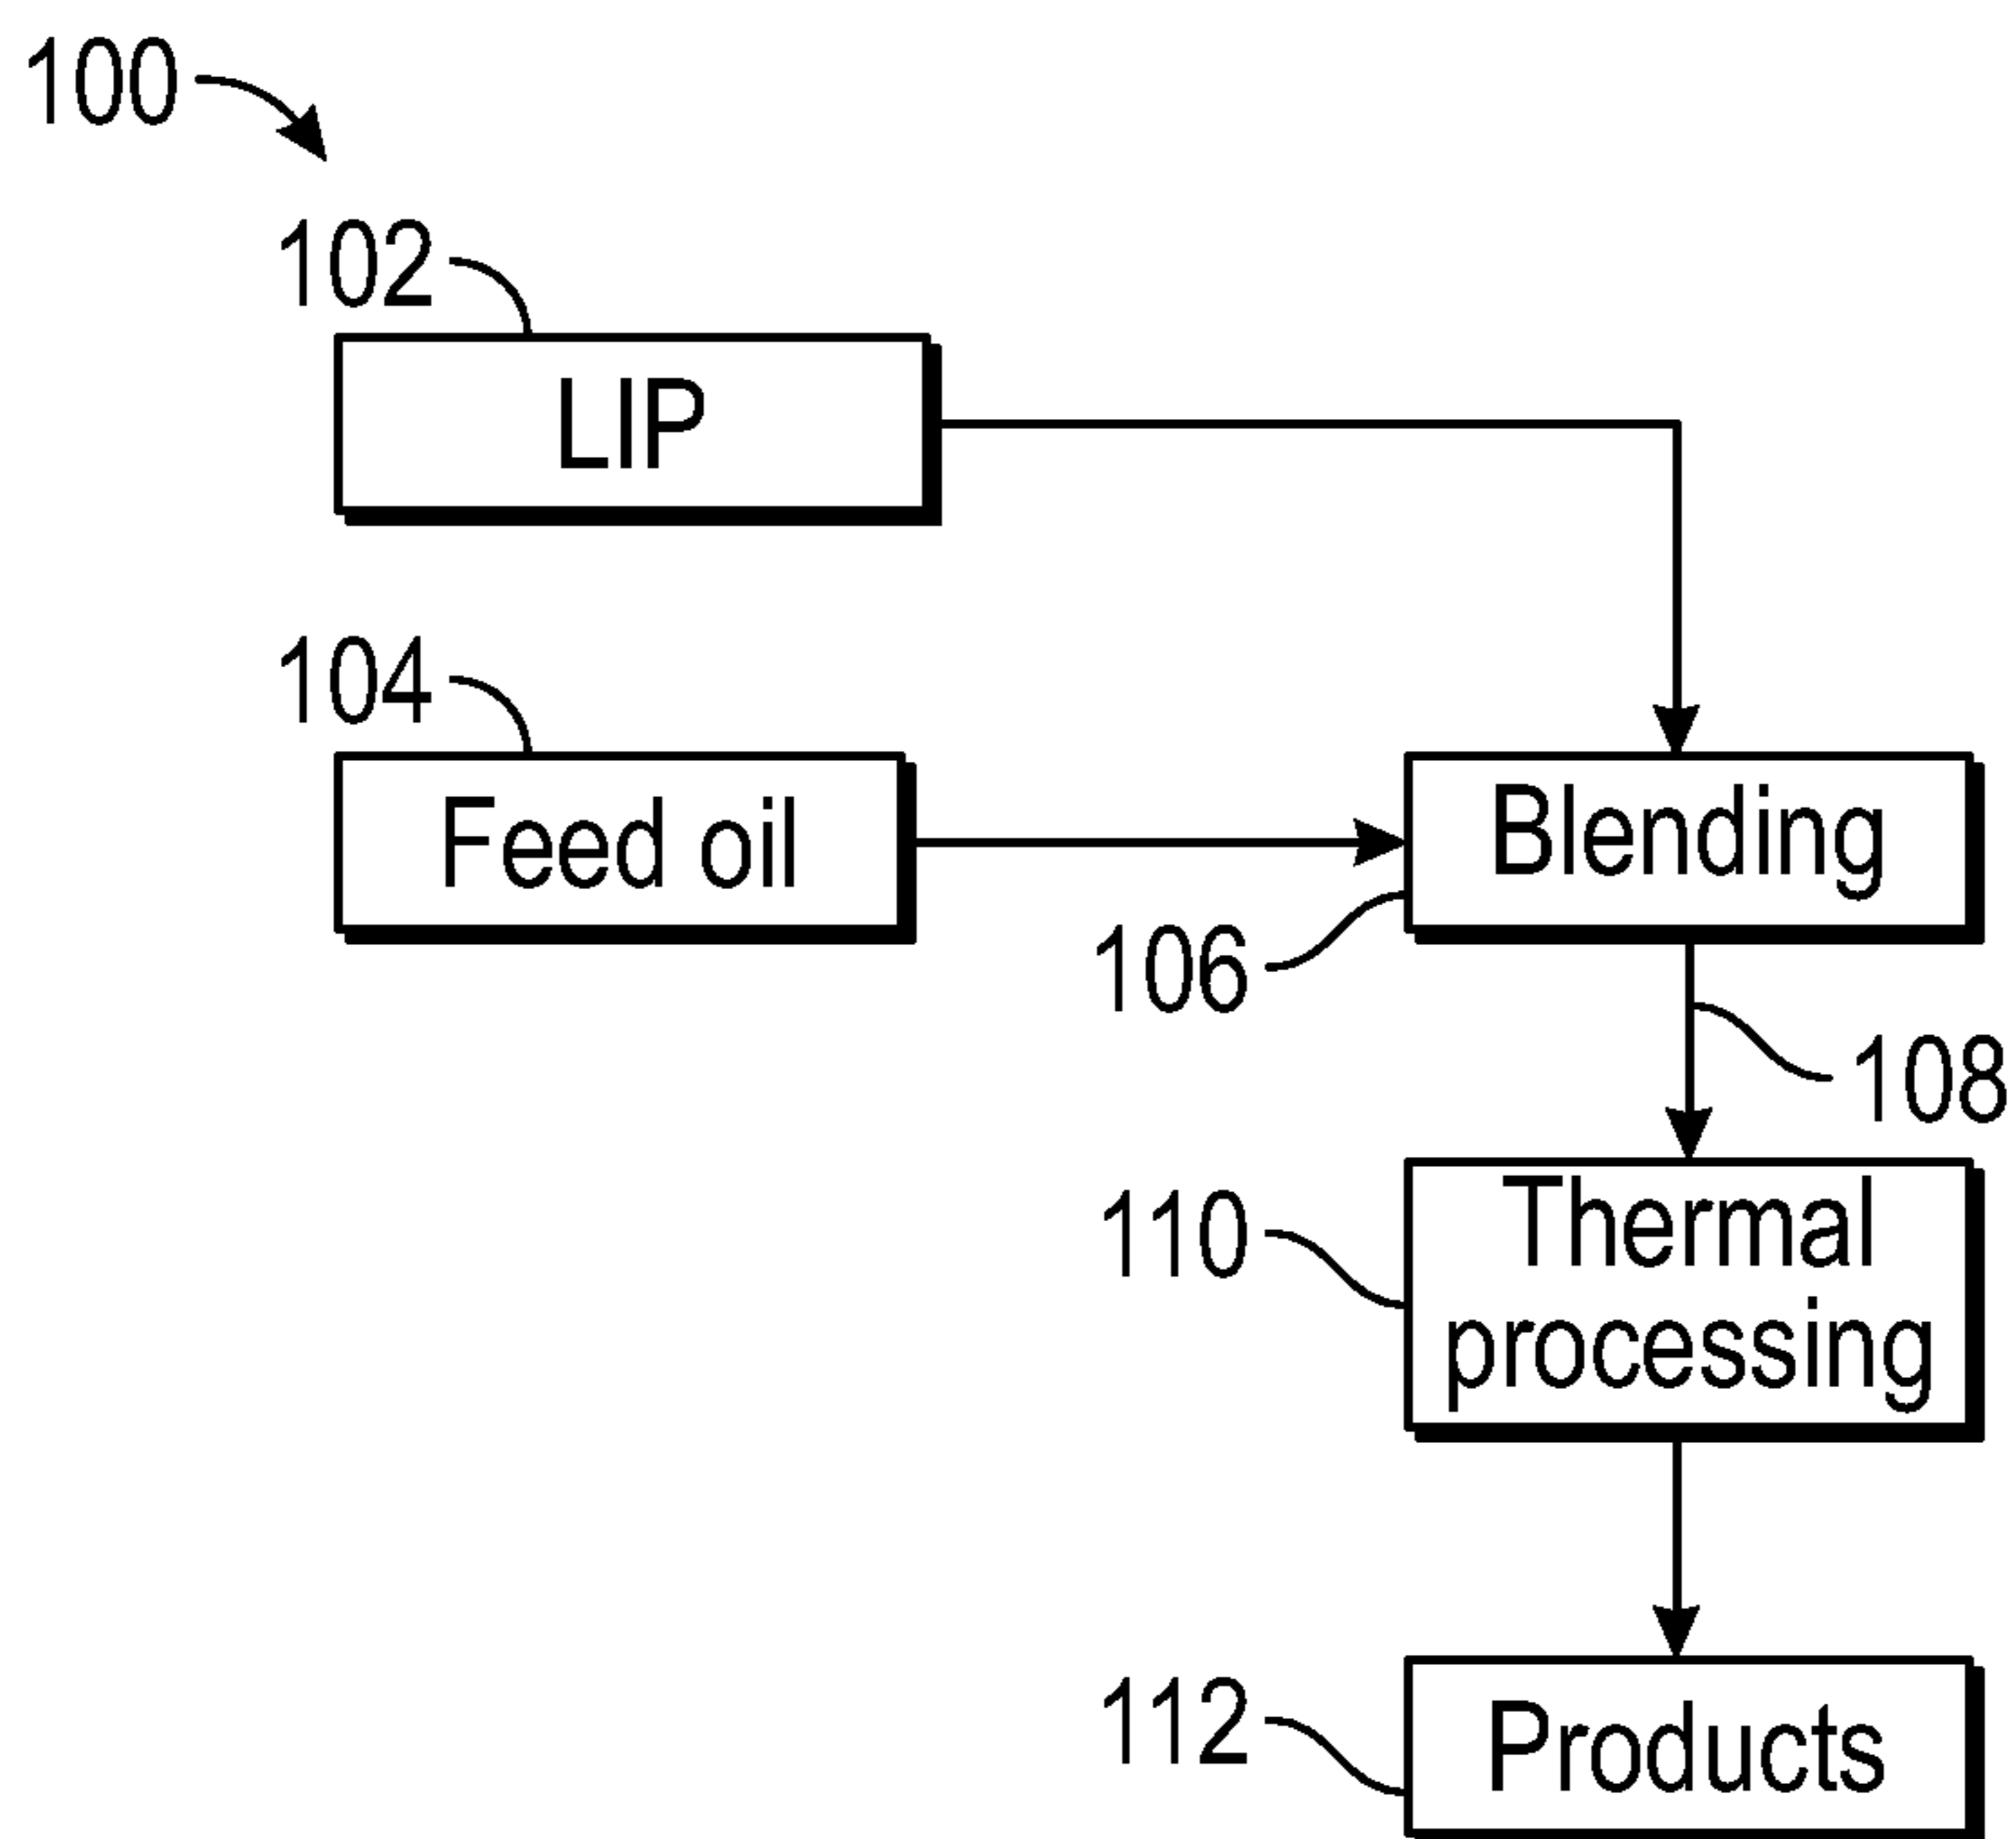 100
102
LIP
104
Feed oil
Blending
106
108
110
Thermal
processing
112
Products